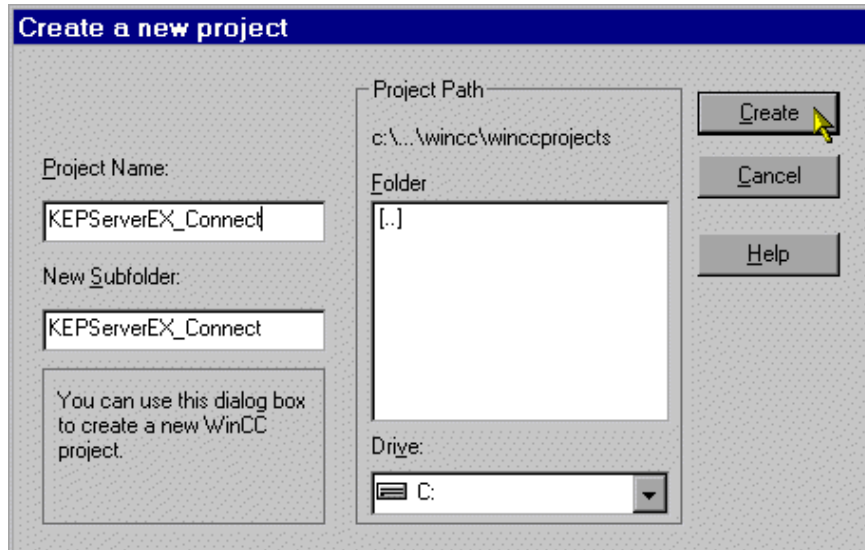 Create a new project
Project Name:
KEPServerEX_Connect
New Subfolder:
KEPServerEX_Connect
You can use this dialog box
to create a new WinCC
project.
Project Path
c:\...\wincc\winccprojects
Folder
[..]
Drive:
C:
Create
Cancel
Help